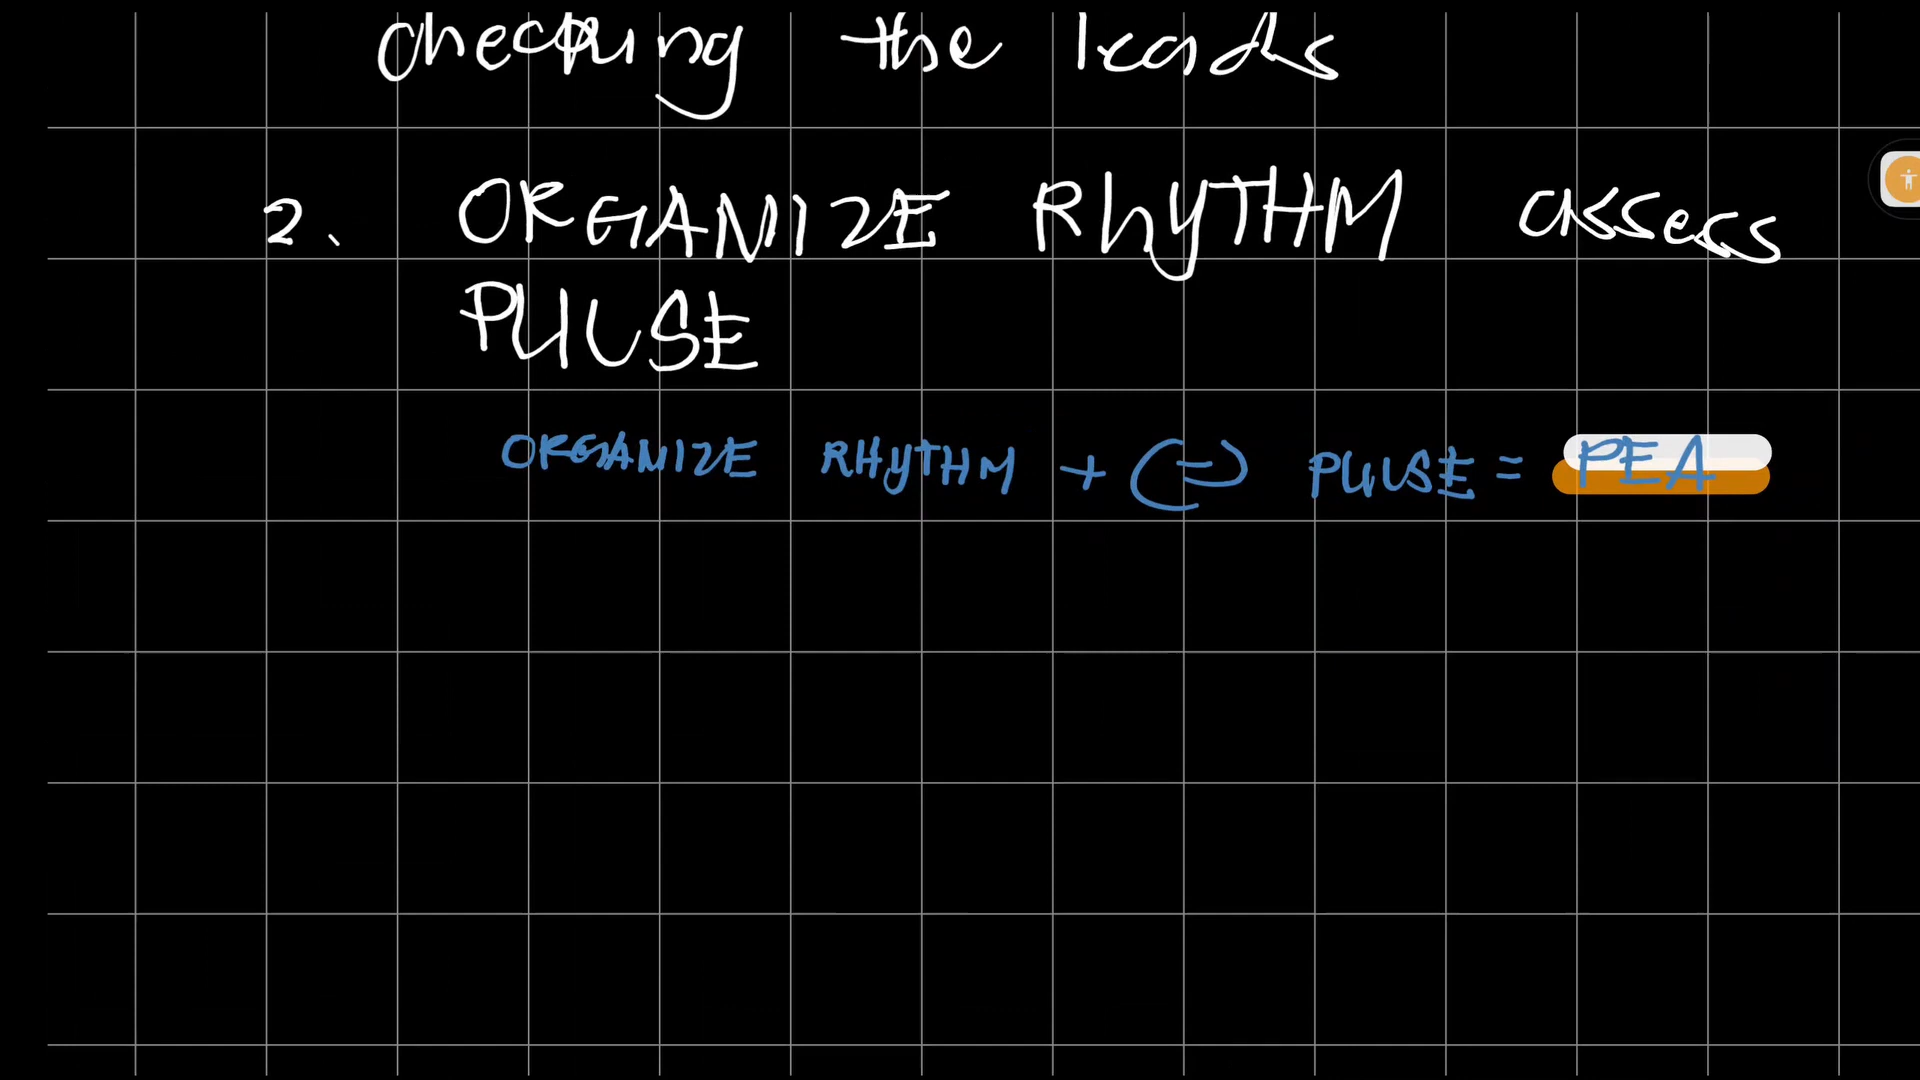 checking the leads
2. ORGANIZE RHYTHM assess
PULSE
ORGANIZE RHYTHM + (-) PULSE = PEA